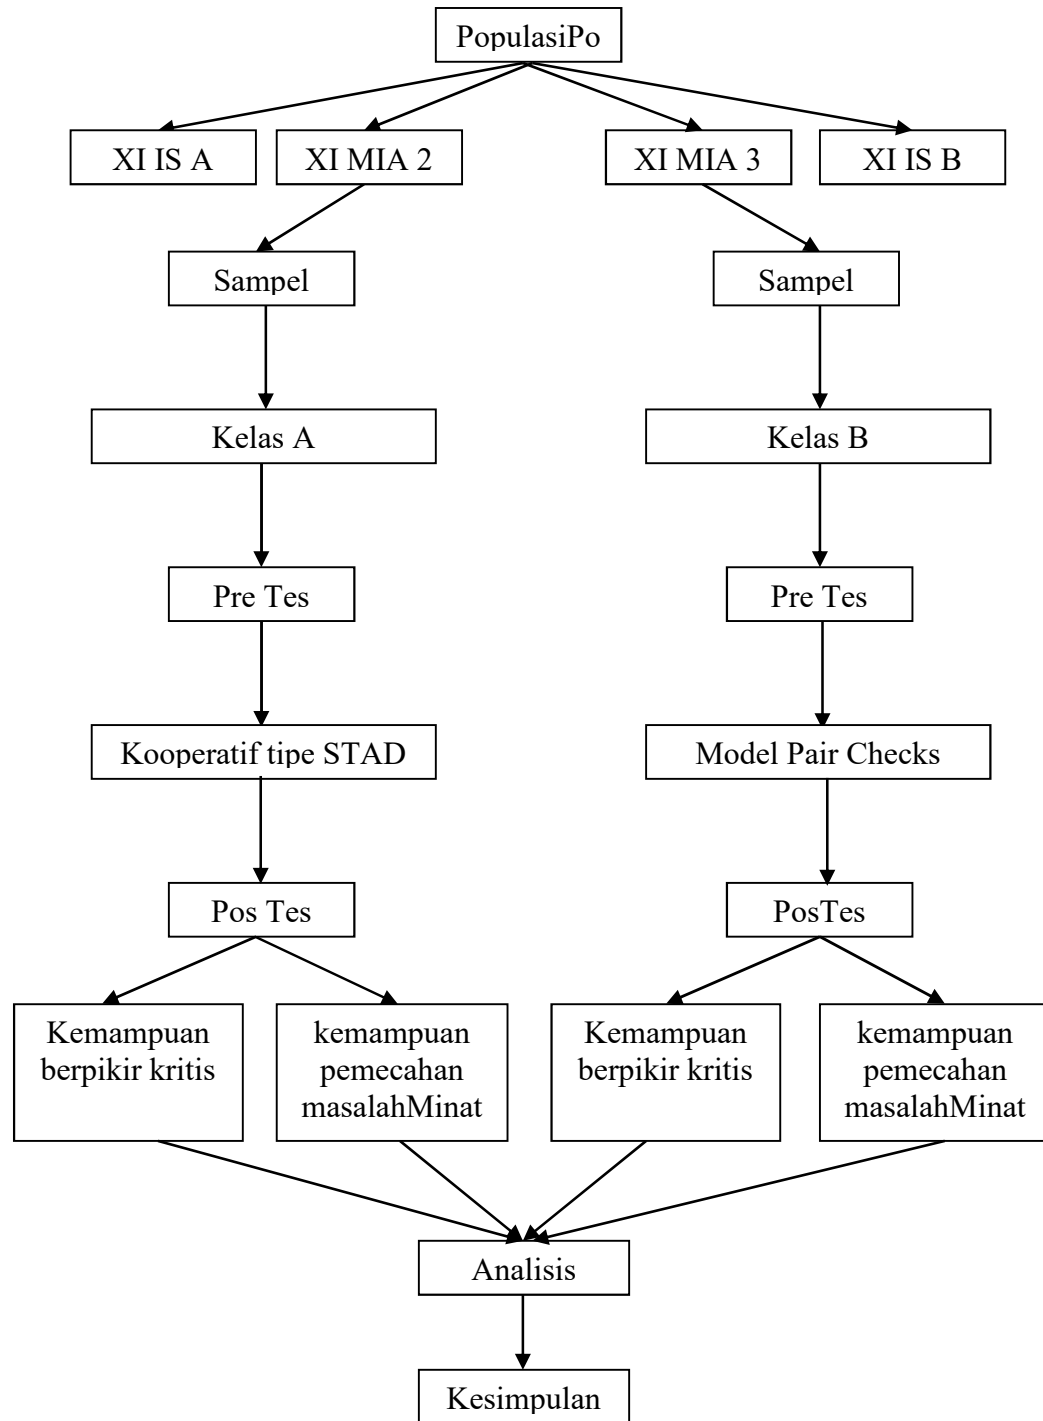 PopulasiPo
XI IS A
XI MIA 2
XI MIA 3
XI IS B
Sampel
Sampel
Kelas A
Kelas B
Pre Tes
Pre Tes
Kooperatif tipe STAD
Model Pair Checks
Pos Tes
PosTes
Kemampuan
berpikir kritis
kemampuan
pemecahan
masalahMinat
Kemampuan
berpikir kritis
kemampuan
pemecahan
masalahMinat
Analisis
Kesimpulan